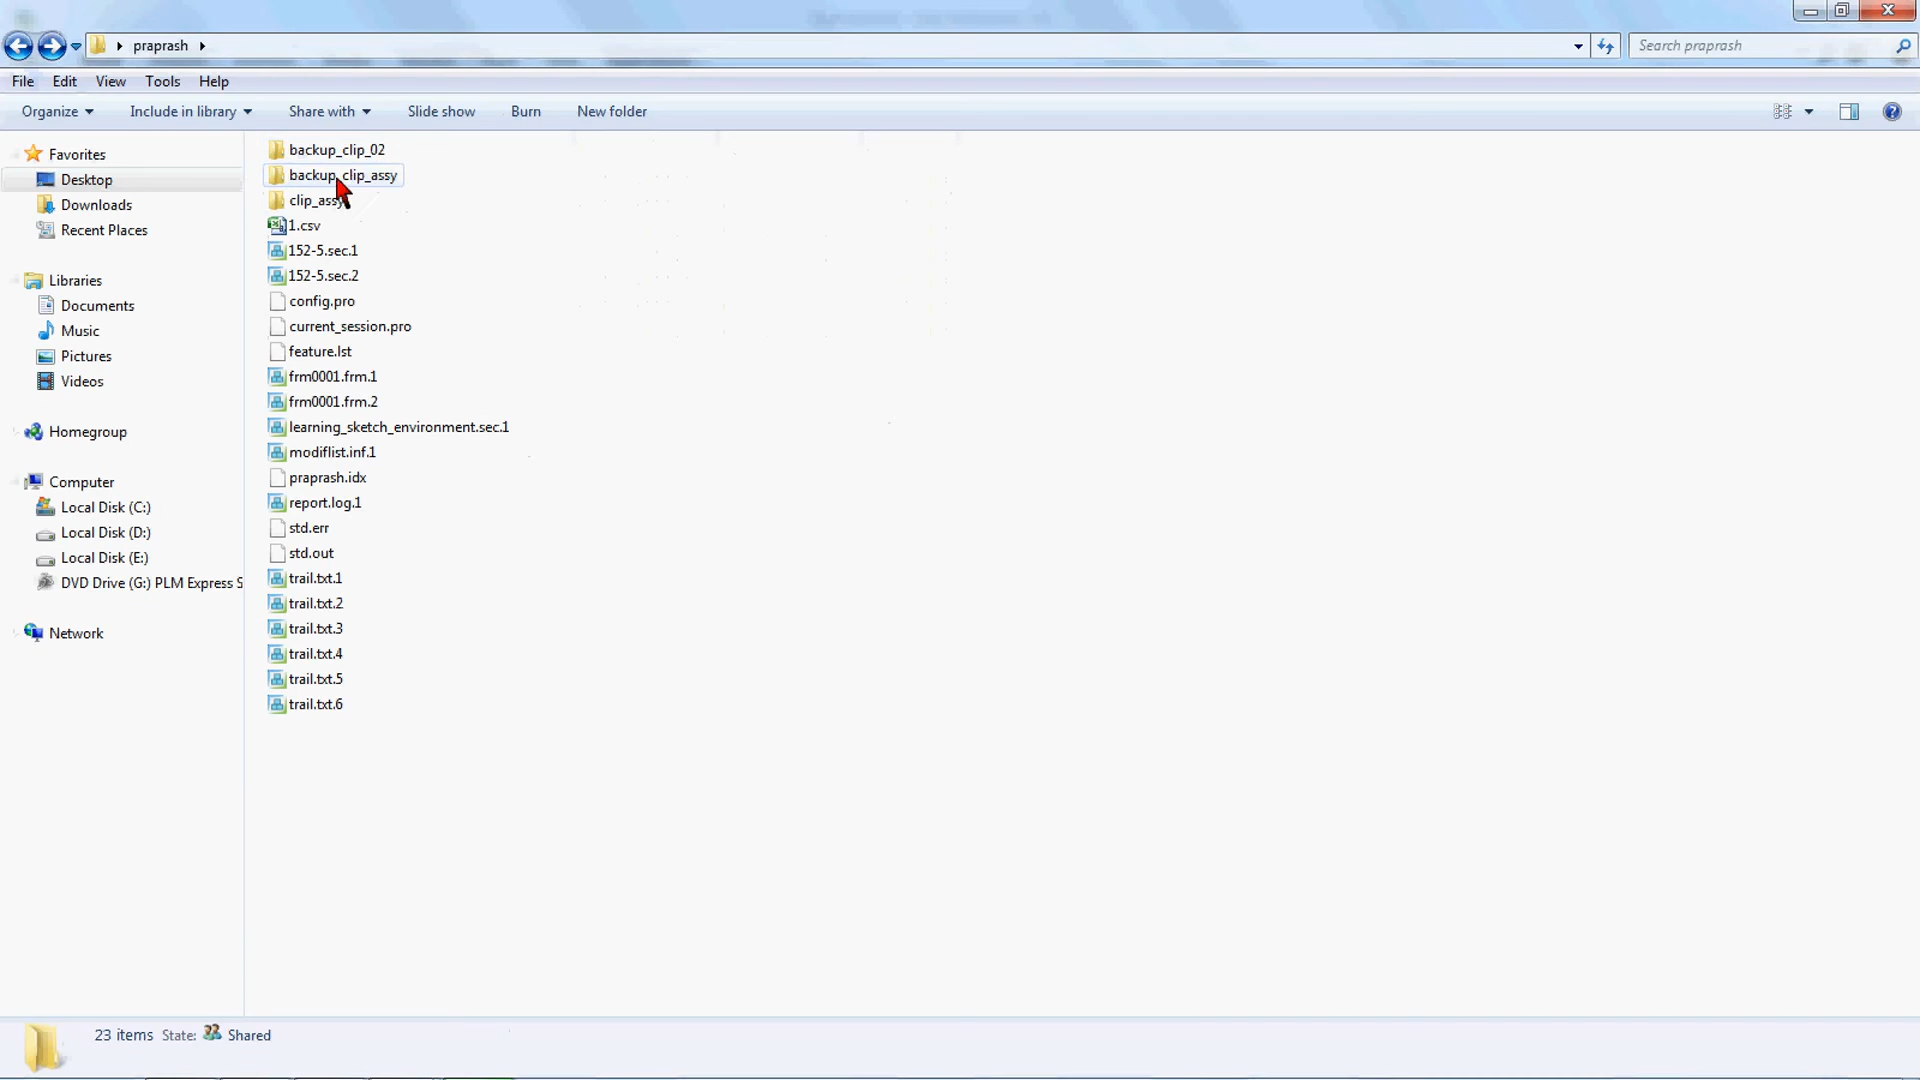 praprash
Search praprash
File Edit View Tools Help
Organize Include in library Share with Slide show Burn New folder
Favorites
Desktop
Downloads
Recent Places
Libraries
Documents
Music
Pictures
Videos
Homegroup
Computer
Local Disk (C:)
Local Disk (D:)
Local Disk (E:)
DVD Drive (G:) PLM Express S
Network
backup_clip_02
backup_clip_assy
clip_assy
1.csv
152-5.sec.1
152-5.sec.2
config.pro
current_session.pro
feature.lst
frm0001.frm.1
frm0001.frm.2
learning_sketch_environment.sec.1
modiflist.inf.1
praprash.idx
report.log.1
std.err
std.out
trail.txt.1
trail.txt.2
trail.txt.3
trail.txt.4
trail.txt.5
trail.txt.6
23 items State: Shared